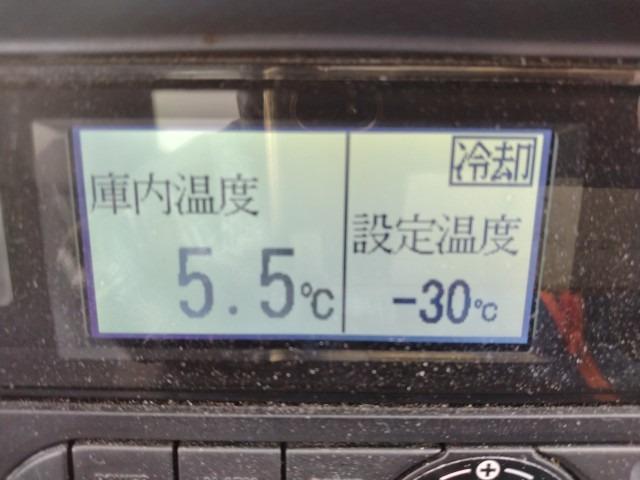 冷却
庫内温度
設定温度
5.5℃
-30℃